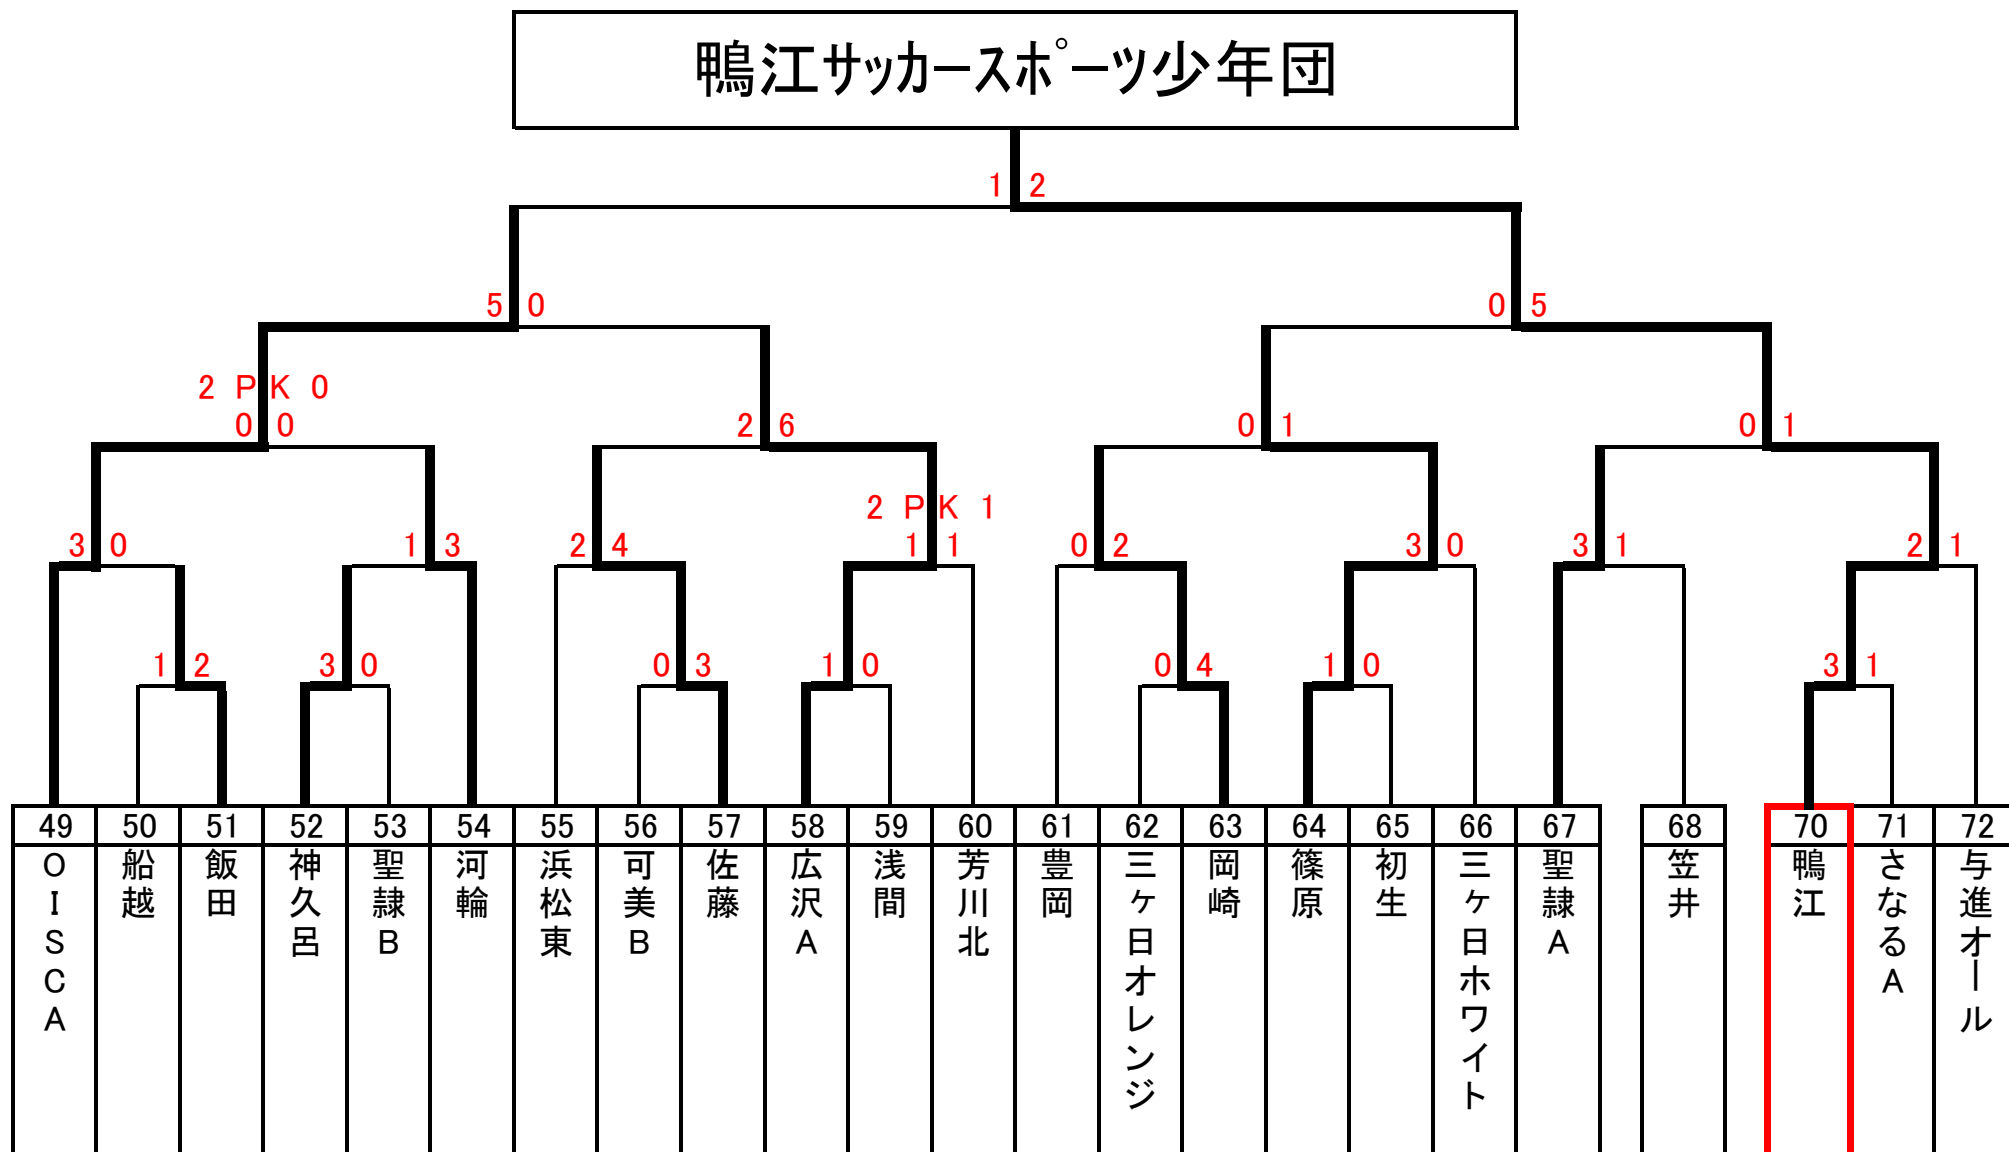 鴨江サッカースポーツ少年団
1 2
5 0
0 5
2 PK 0
0 0
2 6
0 1
0 1
2 PK 1
3 0
1 3
2 4
1 1
0 2
3 0
3 1
2 1
1 2
3 0
0 3
1 0
0 4
1 0
3 1
49
50
51
52
53
54
55
56
57
58
59
60
61
62
63
64
65
66
67
68
70
71
72
OISCA
船越
飯田
神久呂
聖隷B
河輪
浜松東
可美B
佐藤
広沢A
浅間
芳川北
豊岡
三ヶ日オレンジ
岡崎
篠原
初生
三ヶ日ホワイト
聖隷A
笠井
鴨江
さなるA
与進オール